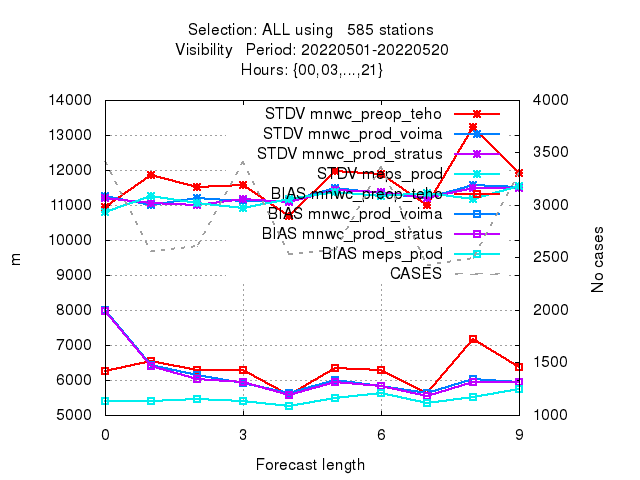 Selection: ALL using   585 stations
Visibility   Period: 20220501-20220520
Hours: {00,03,...,21}
14000
13000
12000
11000
10000
9000
8000
7000
6000
5000
m
STDV mnwc_preop_teho
STDV mnwc_prod_voima
STDV mnwc_prod_stratus
STDV meps_prod
BIAS mnwc_preop_teho
BIAS mnwc_prod_voima
BIAS mnwc_prod_stratus
BIAS meps_prod
CASES
4000
3500
3000
2500
2000
1500
1000
No cases
0 3 6 9
Forecast length